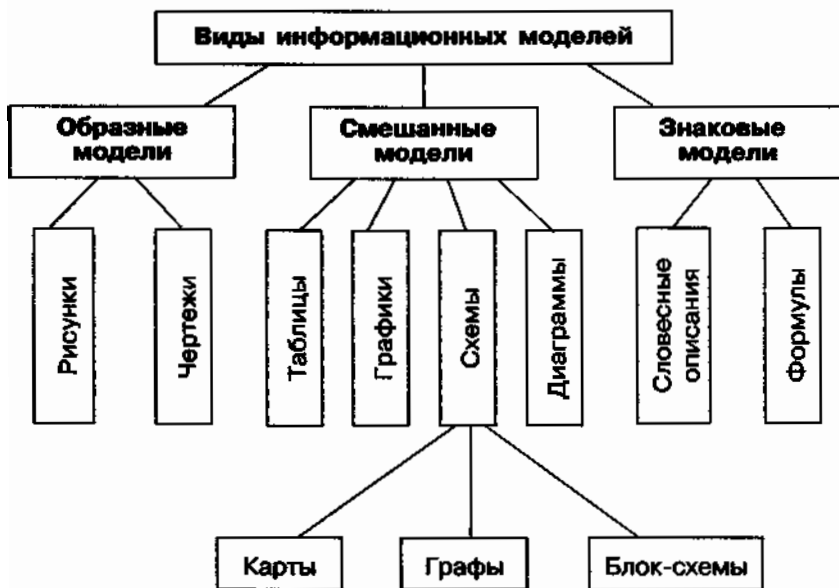 Виды информационных моделей
Образные
модели
Смешанные
модели
Знаковые
модели
Рисунки
Чертежи
Таблицы
Графики
Схемы
Диаграммы
Словесные
описания
Формулы
Карты
Графы
Блок-схемы